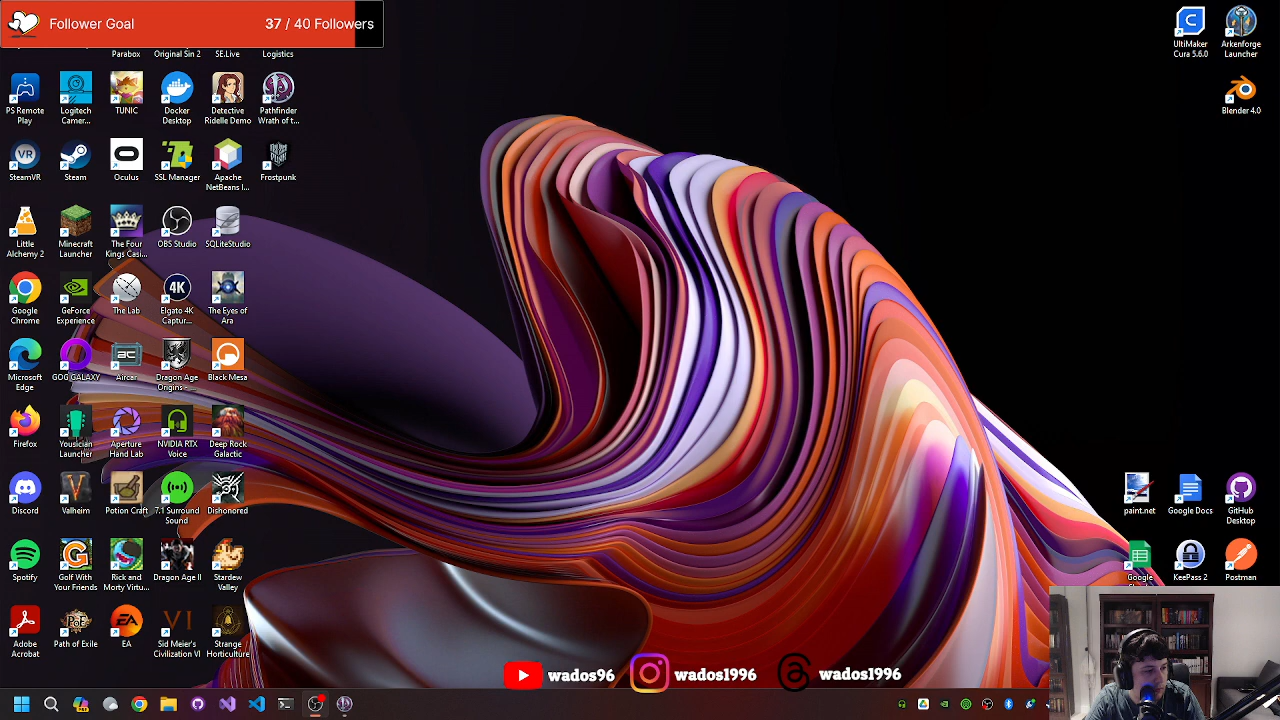 Follower Goal 37 / 40 Followers
Parabox
Original Sin 2
SE.Live
Logistics
UltiMaker
Cura 5.6.0
Arkenforge
Launcher
PS Remote
Play
Logitech
Camer...
TUNIC
Docker
Desktop
Detective
Ridelle Demo
Pathfinder
Wrath of t...
Blender 4.0
SteamVR
Steam
Oculus
SSL Manager
Apache
NetBeans I...
Frostpunk
Little
Alchemy 2
Minecraft
Launcher
The Four
Kings Casi...
OBS Studio
SQLiteStudio
Google
Chrome
GeForce
Experience
The Lab
Elgato 4K
Captur...
The Eyes of
Ara
Microsoft
Edge
GOG GALAXY
Aircar
Dragon Age
Origins -...
Black Mesa
Firefox
Yousician
Launcher
Aperture
Hand Lab
NVIDIA RTX
Voice
Deep Rock
Galactic
Discord
Valheim
Potion Craft
7.1 Surround
Sound
Dishonored
paint.net
Google Docs
GitHub
Desktop
Spotify
Golf With
Your Friends
Rick and
Morty Virtu...
Dragon Age II
Stardew
Valley
Google
KeePass 2
Postman
Adobe
Acrobat
Path of Exile
EA
Sid Meier's
Civilization VI
Strange
Horticulture
wados96 wados1996 wados1996